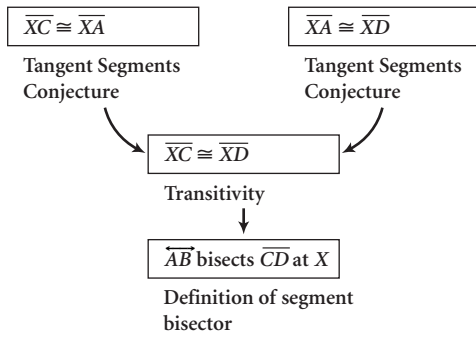 XC ≅ XA
Tangent Segments
Conjecture
XA ≅ XD
Tangent Segments
Conjecture
XC ≅ XD
Transitivity
AB bisects CD at X
Definition of segment
bisector